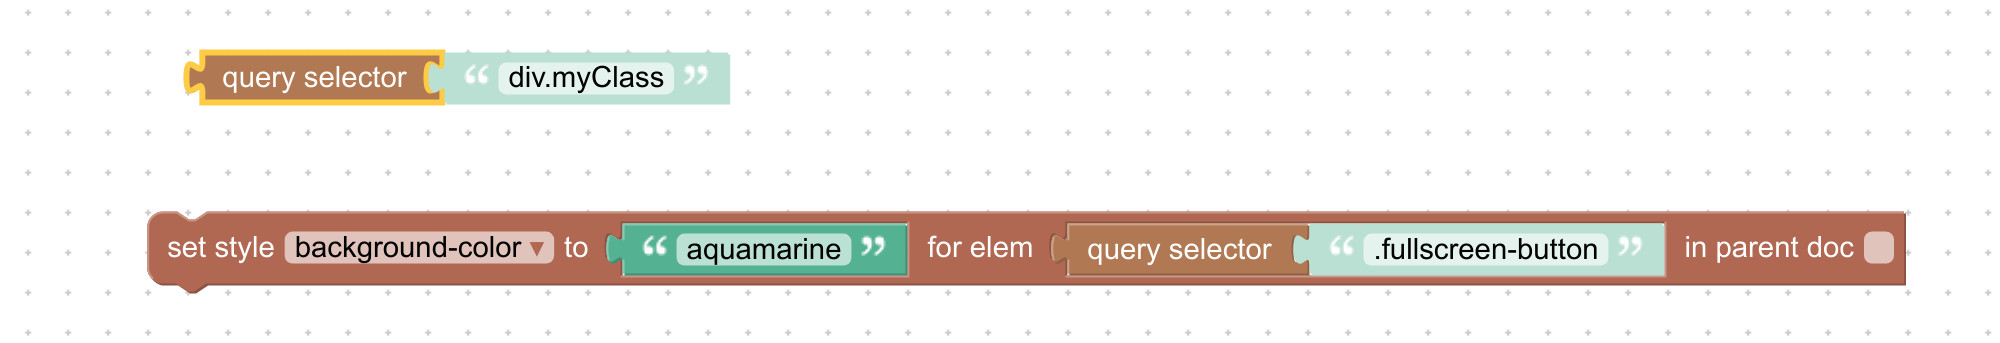 query selector “ div.myClass ”
set style background-color ▾ to “ aquamarine ” for elem query selector “ .fullscreen-button ” in parent doc